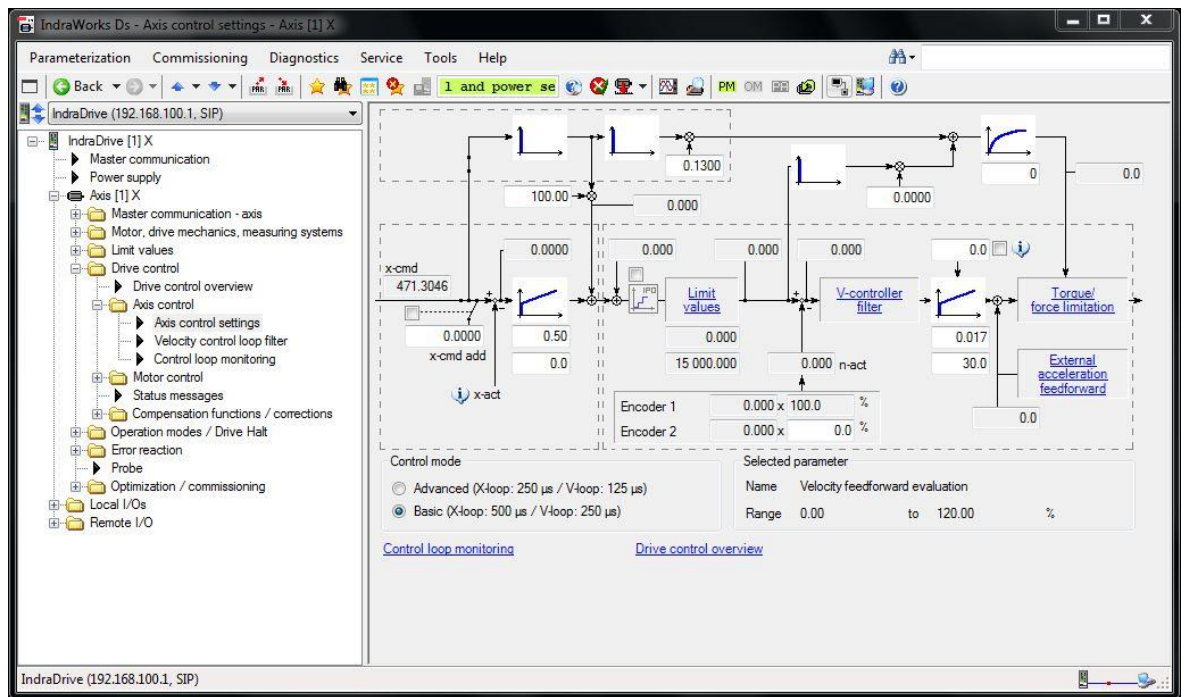 IndraWorks Ds - Axis control settings - Axis [1] X
Parameterization Commissioning Diagnostics Service Tools Help
Back 1 and power se PM OM
IndraDrive (192.168.100.1, SIP)
IndraDrive [1] X
Master communication
Power supply
Axis [1] X
Master communication - axis
Motor, drive mechanics, measuring systems
Limit values
Drive control
Drive control overview
Axis control
Axis control settings
Velocity control loop filter
Control loop monitoring
Motor control
Status messages
Compensation functions / corrections
Operation modes / Drive Halt
Error reaction
Probe
Optimization / commissioning
Local I/Os
Remote I/O
0.1300
0 0.0
100.00 0.000 0.0000
0.0000 0.000 0.000 0.000 0.0
x-cmd
471.3046
IPO
Limit
values
V-controller
filter
Torque/
force limitation
0.0000 0.50 0.000 0.017
x-cmd add 0.0 15 000.000 0.000 n-act 30.0
External
acceleration
feedforward
x-act
Encoder 1 0.000 x 100.0 %
Encoder 2 0.000 x 0.0 %
0.0
Control mode
Advanced (X-loop: 250 µs / V-loop: 125 µs)
Basic (X-loop: 500 µs / V-loop: 250 µs)
Selected parameter
Name Velocity feedforward evaluation
Range 0.00 to 120.00 %
Control loop monitoring Drive control overview
IndraDrive (192.168.100.1, SIP)